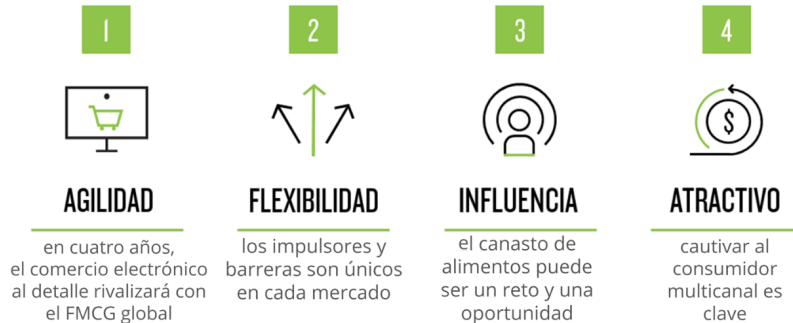 1
AGILIDAD
en cuatro años,
el comercio electrónico
al detalle rivalizará con
el FMCG global
2
FLEXIBILIDAD
los impulsores y
barreras son únicos
en cada mercado
3
INFLUENCIA
el canasto de
alimentos puede
ser un reto y una
oportunidad
4
$
ATRACTIVO
cautivar al
consumidor
multicanal es
clave